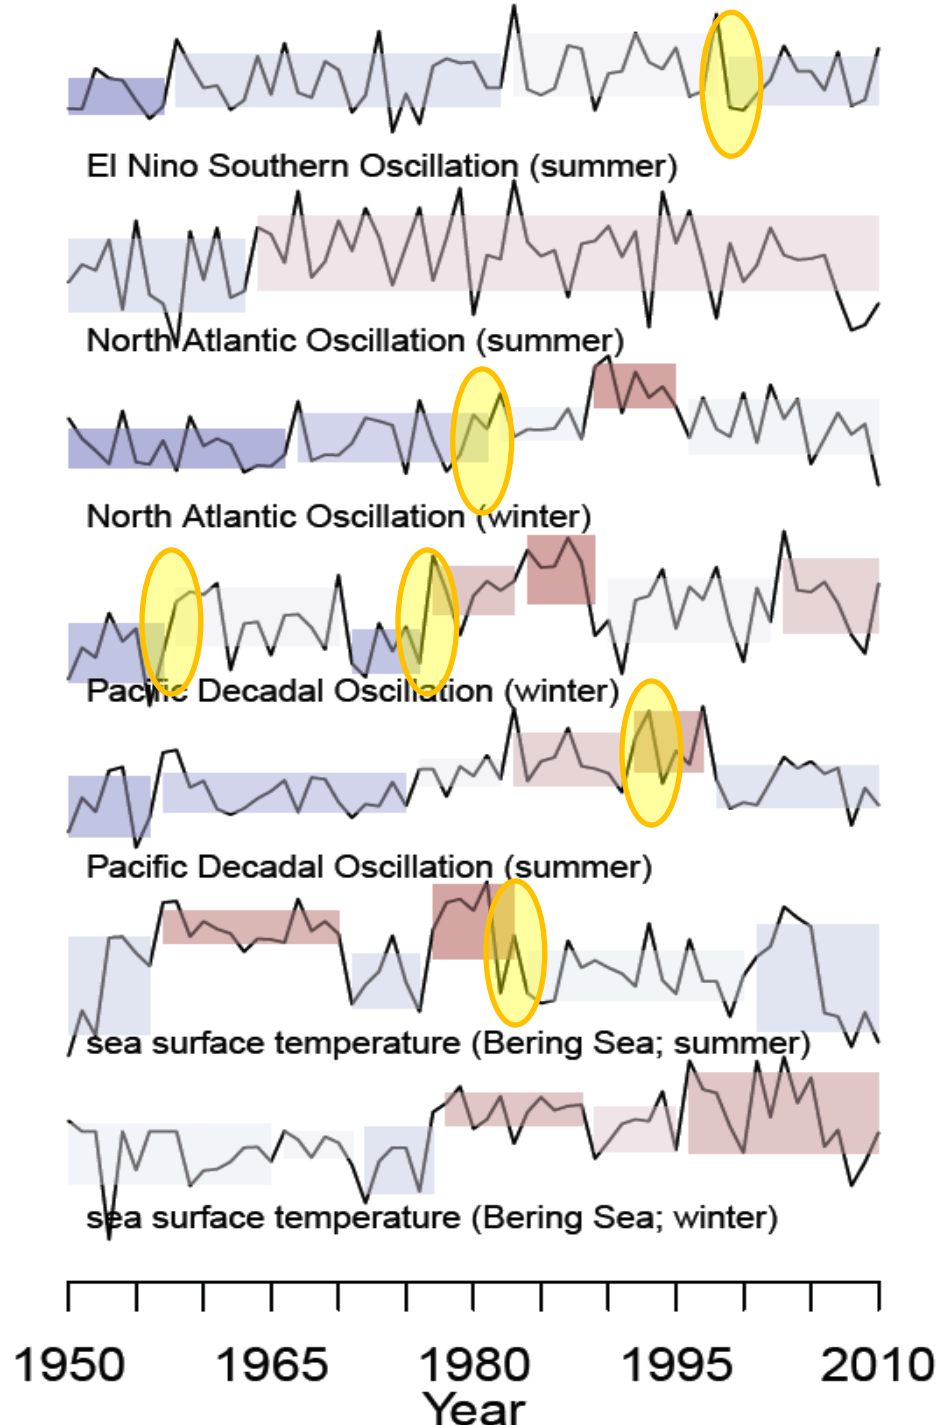 El Nino Southern Oscillation (summer)
North Atlantic Oscillation (summer)
North Atlantic Oscillation (winter)
Pacific Decadal Oscillation (winter)
Pacific Decadal Oscillation (summer)
sea surface temperature (Bering Sea; summer)
sea surface temperature (Bering Sea; winter)
1950 1965 1980 1995 2010
Year